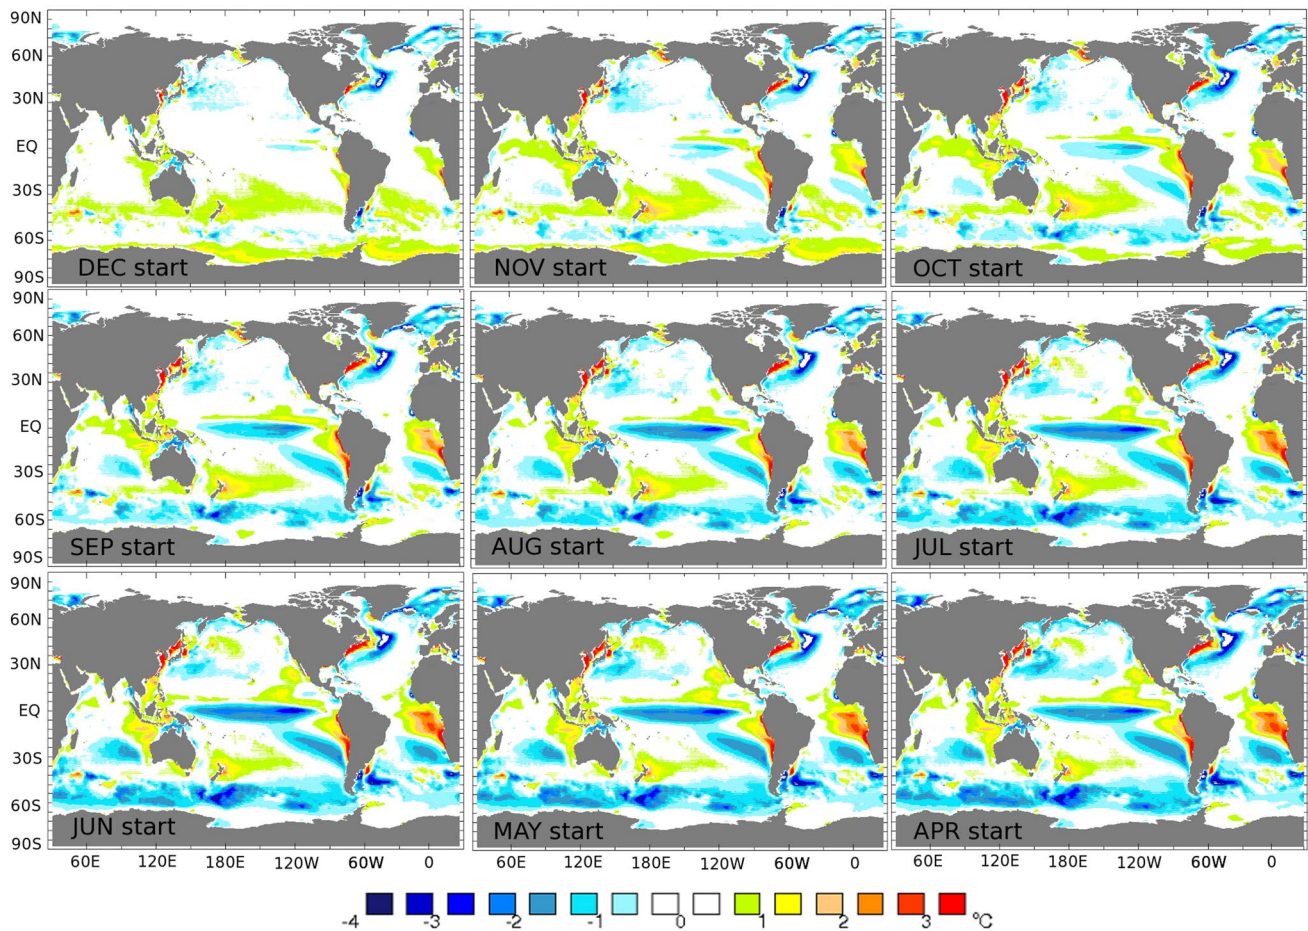 90N
60N
30N
EQ
30S
60S
90S
DEC start
NOV start
OCT start
90N
60N
30N
EQ
30S
60S
90S
SEP start
AUG start
JUL start
90N
60N
30N
EQ
30S
60S
90S
JUN start
MAY start
APR start
60E 120E 180E 120W 60W 0 60E 120E 180E 120W 60W 0 60E 120E 180E 120W 60W 0
-4 -3 -2 -1 0 1 2 3 °C